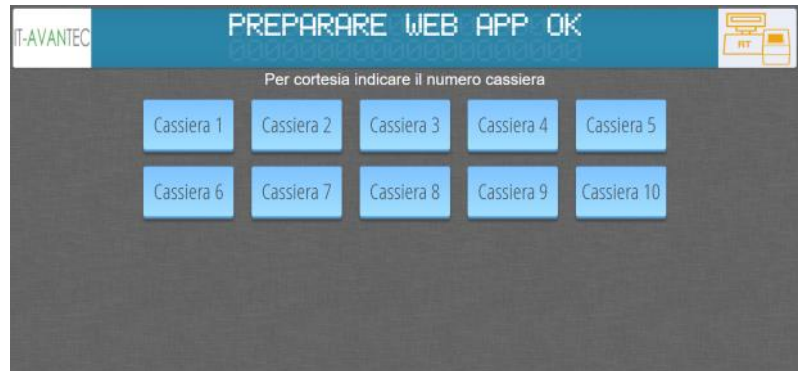 IT-AVANTEC
PREPARARE WEB APP OK
Per cortesia indicare il numero cassiera
Cassiera 1 Cassiera 2 Cassiera 3 Cassiera 4 Cassiera 5
Cassiera 6 Cassiera 7 Cassiera 8 Cassiera 9 Cassiera 10
RT